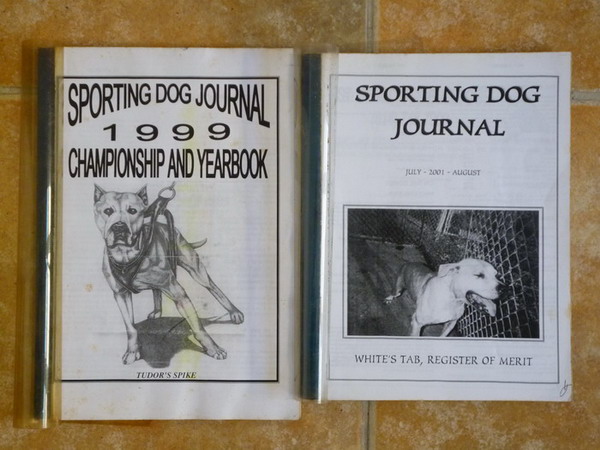 SPORTING DOG JOURNAL
1999
CHAMPIONSHIP AND YEARBOOK
TUDOR'S SPIKE
SPORTING DOG
JOURNAL
JULY - 2001 - AUGUST
WHITE'S TAB, REGISTER OF MERIT